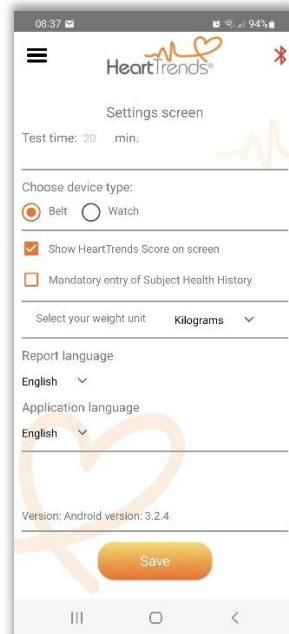 08:37 94%
HeartTrends®
Settings screen
Test time: 20 min.
Choose device type:
Belt Watch
Show HeartTrends Score on screen
Mandatory entry of Subject Health History
Select your weight unit Kilograms
Report language
English
Application language
English
Version: Android version: 3.2.4
Save